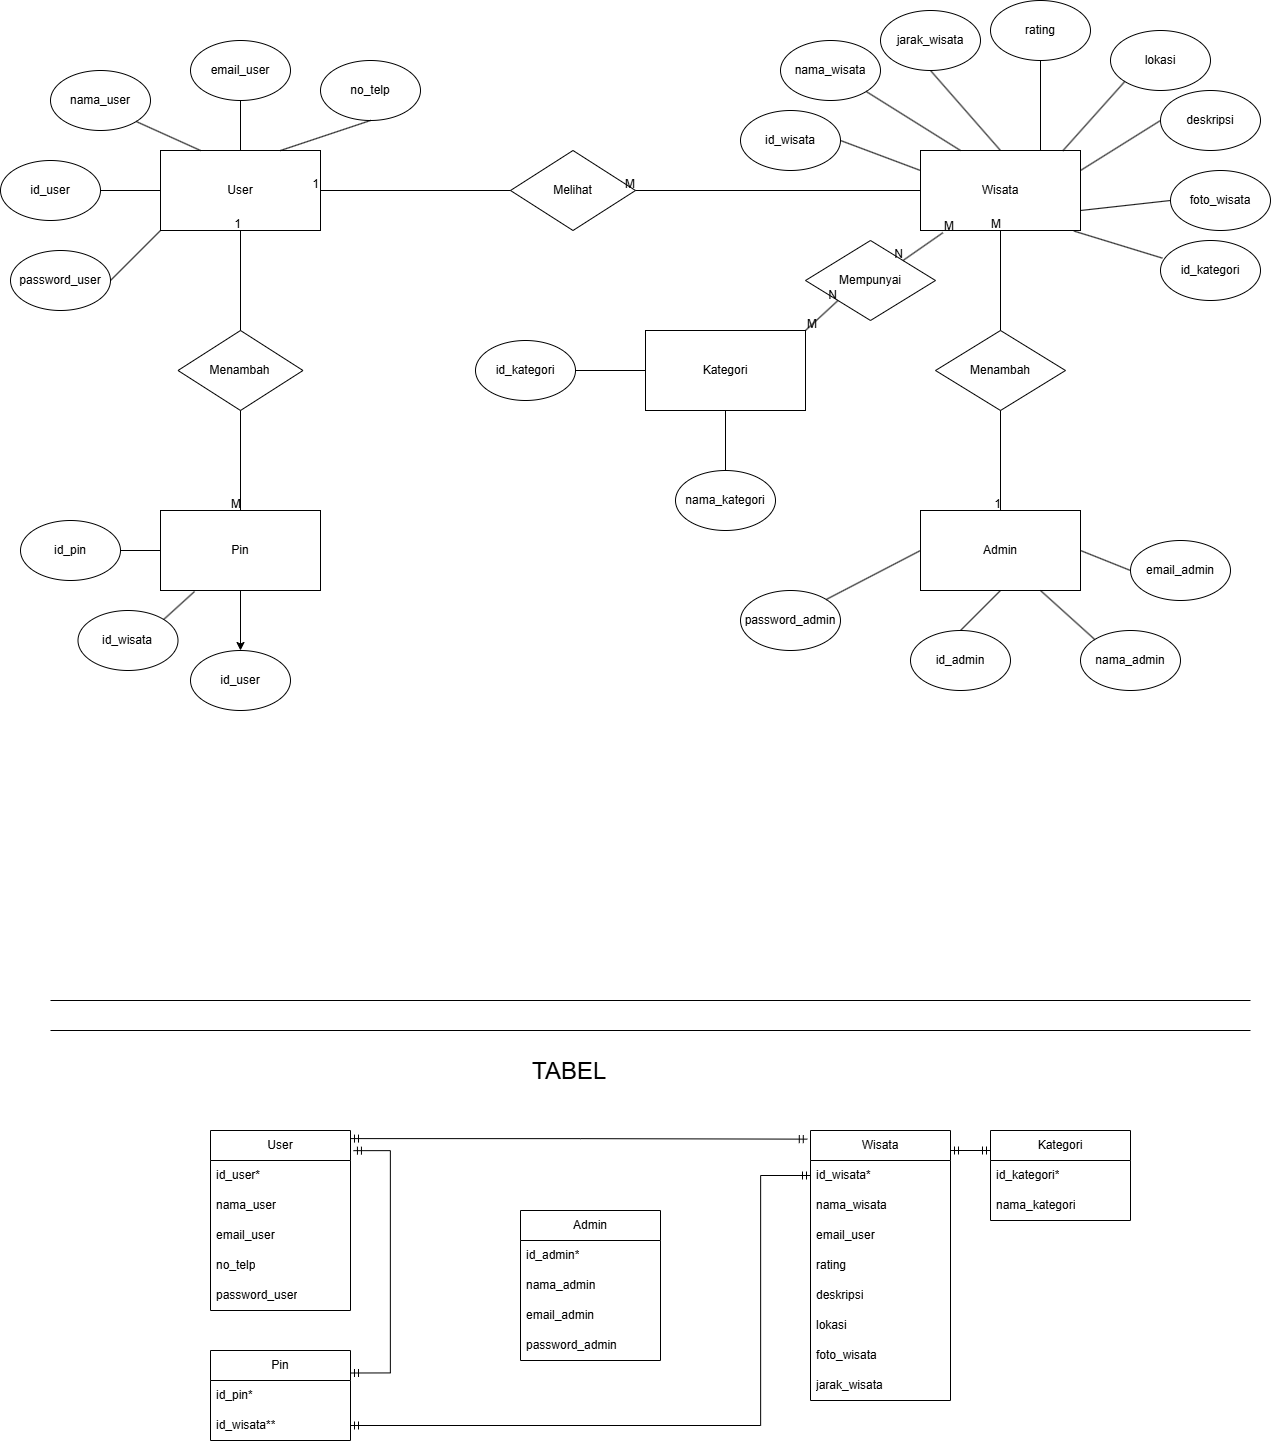 rating
jarak_wisata
lokasi
email_user
nama_wisata
no_telp
nama_user
deskripsi
id_wisata
id_user
User
1
Melihat
M
Wisata
foto_wisata
1
M
M
N
password_user
Mempunyai
id_kategori
N
M
Menambah
id_kategori
Kategori
Menambah
nama_kategori
M
1
id_pin
Pin
Admin
email_admin
password_admin
id_wisata
id_user
id_admin
nama_admin
TABEL
User
id_user*
nama_user
email_user
no_telp
password_user
Pin
id_pin*
id_wisata**
Admin
id_admin*
nama_admin
email_admin
password_admin
Wisata
id_wisata*
nama_wisata
email_user
rating
deskripsi
lokasi
foto_wisata
jarak_wisata
Kategori
id_kategori*
nama_kategori